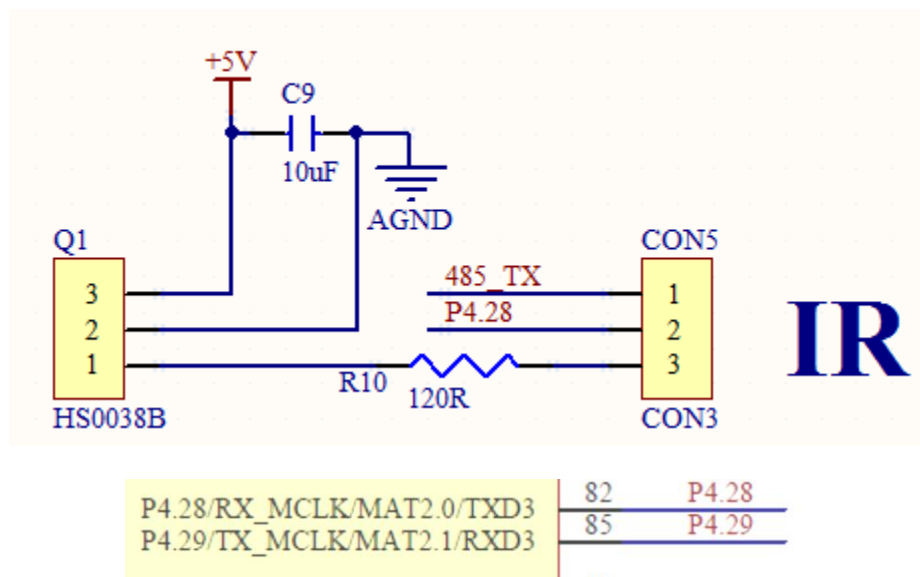 +5V
C9
10uF
AGND
Q1
CON5
3
485_TX
1
2
P4.28
2
IR
1
R10
120R
3
HS0038B
CON3
P4.28/RX_MCLK/MAT2.0/TXD3 82 P4.28
P4.29/TX_MCLK/MAT2.1/RXD3 85 P4.29